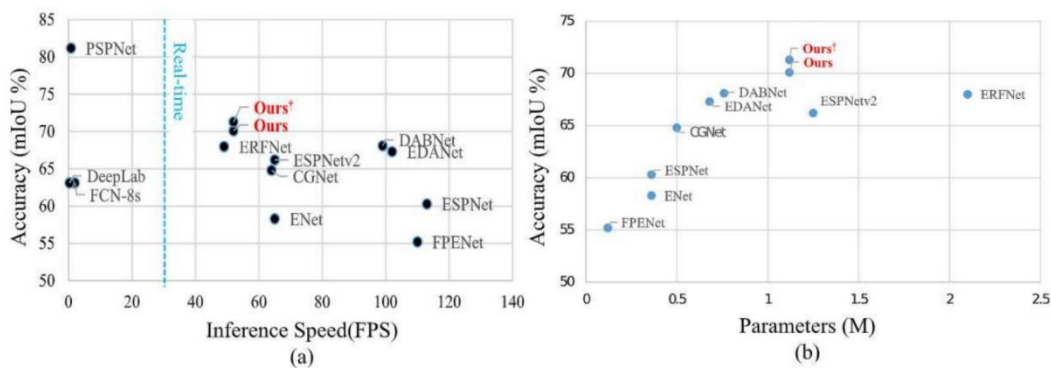 85
80
75
70
65
60
55
50
0
20
40
60
80
100
120
140
Accuracy (mIoU %)
Inference Speed(FPS)
(a)
Real-time
PSPNet
Ours†
Ours
ERFNet
DABNet
EDANet
ESPNetv2
CGNet
DeepLab
FCN-8s
ENet
ESPNet
FPENet
75
70
65
60
55
50
0
0.5
1
1.5
2
2.5
Accuracy (mIoU %)
Parameters (M)
(b)
Ours†
Ours
DABNet
EDANet
ERFNet
ESPNetv2
CGNet
ESPNet
ENet
FPENet